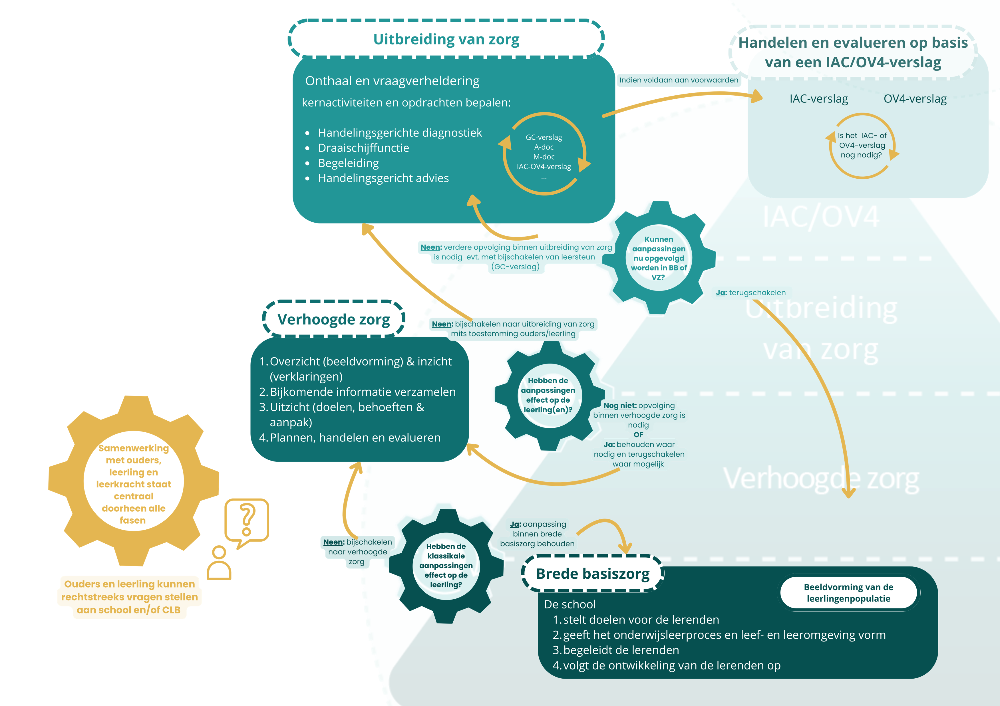 Uitbreiding van zorg
Onthaal en vraagverheldering
kernactiviteiten en opdrachten bepalen:
• Handelingsgerichte diagnostiek
• Draaischijffunctie
• Begeleiding
• Handelingsgericht advies
GC-verslag
A-doc
M-doc
IAC-OV4-verslag
...
Indien voldaan aan voorwaarden
Handelen en evalueren op basis
van een IAC/OV4-verslag
IAC-verslag
OV4-verslag
Is het IAC- of
OV4-verslag
nog nodig?
IAC/OV4
Kunnen
aanpassingen
nu opgevolgd
worden in BB of
VZ?
Neen: verdere opvolging binnen uitbreiding van zorg
is nodig evt. met bijschakelen van leersteun
(GC-verslag)
Ja: terugschakelen
Uitbreiding
van zorg
Verhoogde zorg
1. Overzicht (beeldvorming) & inzicht
(verklaringen)
2. Bijkomende informatie verzamelen
3. Uitzicht (doelen, behoeften &
aanpak)
4. Plannen, handelen en evalueren
Neen: bijschakelen naar uitbreiding van zorg
mits toestemming ouders/leerling
Hebben de
aanpassingen
effect op de
leerling(en)?
Nog niet: opvolging
binnen verhoogde zorg is
nodig
OF
Ja: behouden waar
nodig en terugschakelen
waar mogelijk
Verhoogde zorg
Samenwerking
met ouders,
leerling en
leerkracht staat
centraal
doorheen alle
fasen
?
Ouders en leerling kunnen
rechtstreeks vragen stellen
aan school en/of CLB
Neen: bijschakelen
naar verhoogde
zorg
Hebben de
klassikale
aanpassingen
effect op de
leerling?
Ja: aanpassing
binnen brede
basiszorg behouden
Brede basiszorg
Beeldvorming van de
leerlingenpopulatie
De school
1. stelt doelen voor de lerenden
2. geeft het onderwijsleerproces en leef- en leeromgeving vorm
3. begeleidt de lerenden
4. volgt de ontwikkeling van de lerenden op